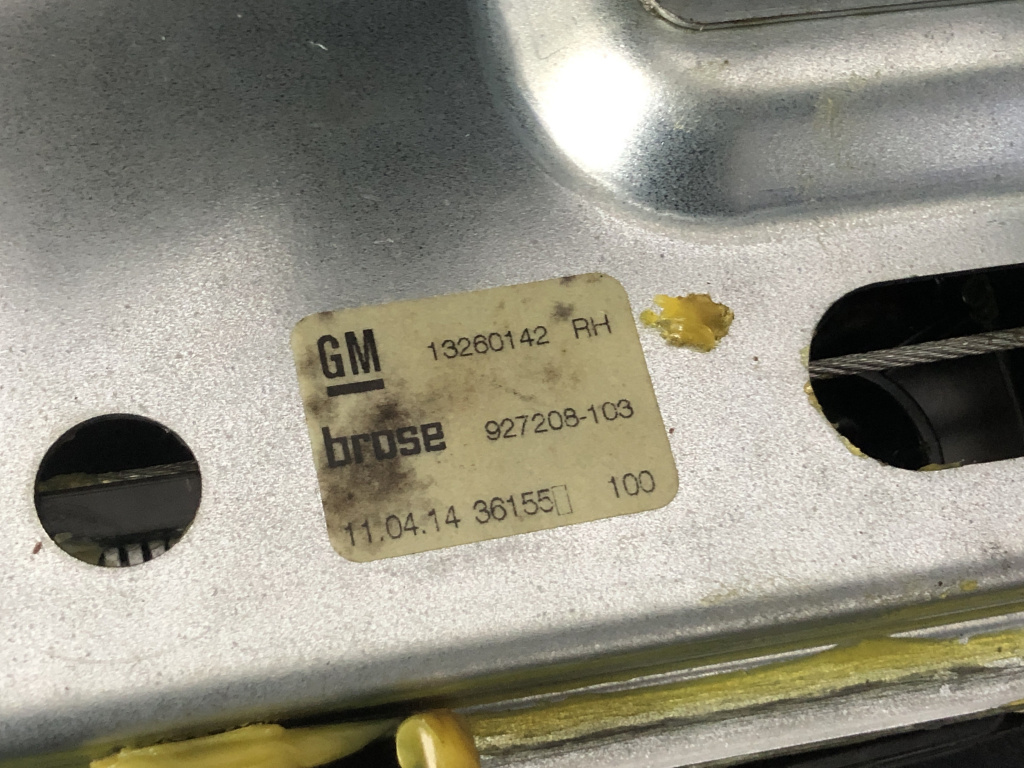 GM 13260142 RH
brose 927208-103
11.04.14 36155▯ 100